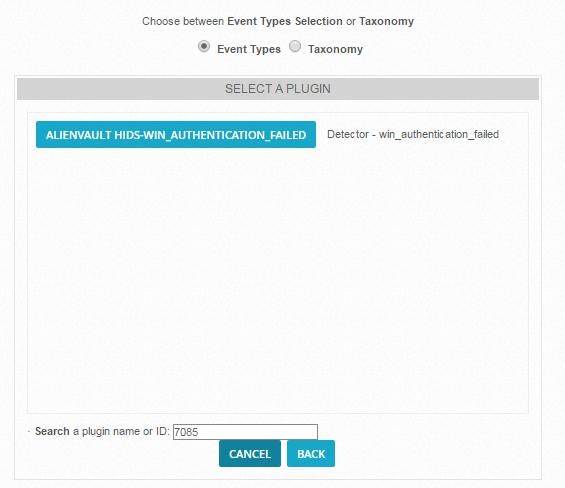 Choose between Event Types Selection or Taxonomy
Event Types Taxonomy
SELECT A PLUGIN
ALIENVAULT HIDS-WIN_AUTHENTICATION_FAILED Detector - win_authentication_failed
· Search a plugin name or ID: 7085
CANCEL BACK